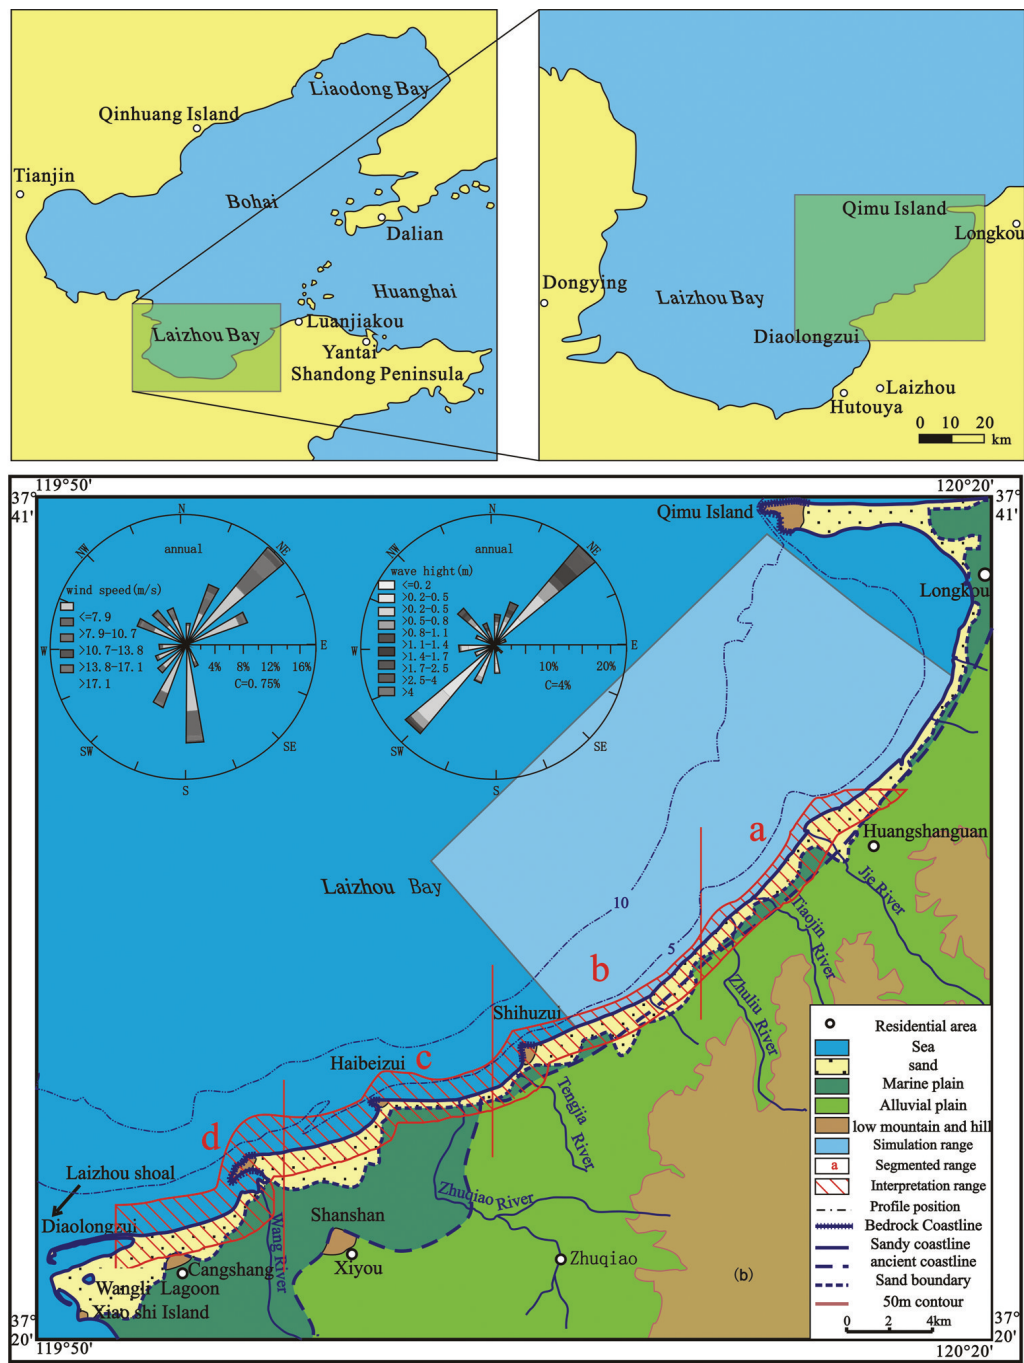 Liaodong Bay
Qinhuang Island
Tianjin
Bohai
Dalian
Huanghai
Luanjiakou
Laizhou Bay
Yantai
Shandong Peninsula
Qimu Island
Longkou
Dongying
Laizhou Bay
Diaolongzui
Laizhou
Hutouya
0 10 20
km
119°50'
120°20'
37°
41'
37°
41'
N
annual
NW
NE
wind speed(m/s)
<=7.9
>7.9-10.7
>10.7-13.8
>13.8-17.1
>17.1
W
E
4% 8% 12% 16%
C=0.75%
SW
SE
S
N
annual
NW
NE
wave hight(m)
<=0.2
>0.2-0.5
>0.2-0.5
>0.5-0.8
>0.8-1.1
>1.1-1.4
>1.4-1.7
>1.7-2.5
>2.5-4
>4
W
E
10% 20%
C=4%
SW
SE
S
Qimu Island
Longkou
a
Huangshanguan
Jie River
Laizhou Bay
10
Tiaojin River
5
b
Zhuliu River
Shihuzui
Haibeizui
c
Tengjia River
d
Laizhou shoal
Zhuqiao River
Diaolongzui
Shanshan
Wang River
Xiyou
Zhuqiao
Cangshang
Wangli Lagoon
Xiao shi Island
(b)
Residential area
Sea
sand
Marine plain
Alluvial plain
low mountain and hill
Simulation range
a Segmented range
Interpretation range
Profile position
Bedrock Coastline
Sandy coastline
ancient coastline
Sand boundary
50m contour
0 2 4km
37°
20'
37°
20'
119°50'
120°20'